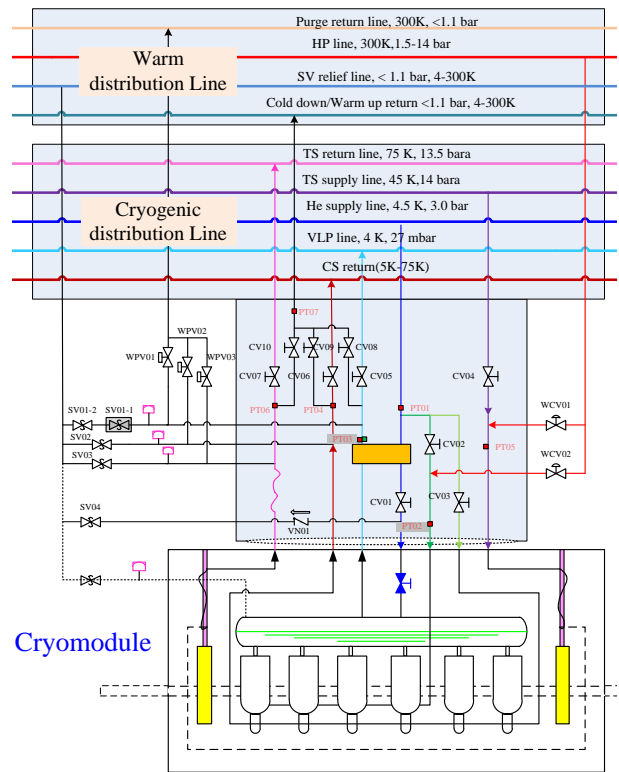 Purge return line, 300K, <1.1 bar
HP line, 300K,1.5-14 bar
Warm
distribution Line
SV relief line, < 1.1 bar, 4-300K
Cold down/Warm up return <1.1 bar, 4-300K
TS return line, 75 K, 13.5 bara
TS supply line, 45 K,14 bara
Cryogenic
distribution Line
He supply line, 4.5 K, 3.0 bar
VLP line, 4 K, 27 mbar
CS return(5K-75K)
PT07
WPV02
WPV01
WPV03
CV10
CV09
CV08
CV07
CV06
CV05
CV04
SV01-2
SV01-1
PT06
PT04
PT01
WCV01
SV02
PT03
CV02
PT05
SV03
WCV02
CV01
CV03
SV04
VN01
PT02
Cryomodule